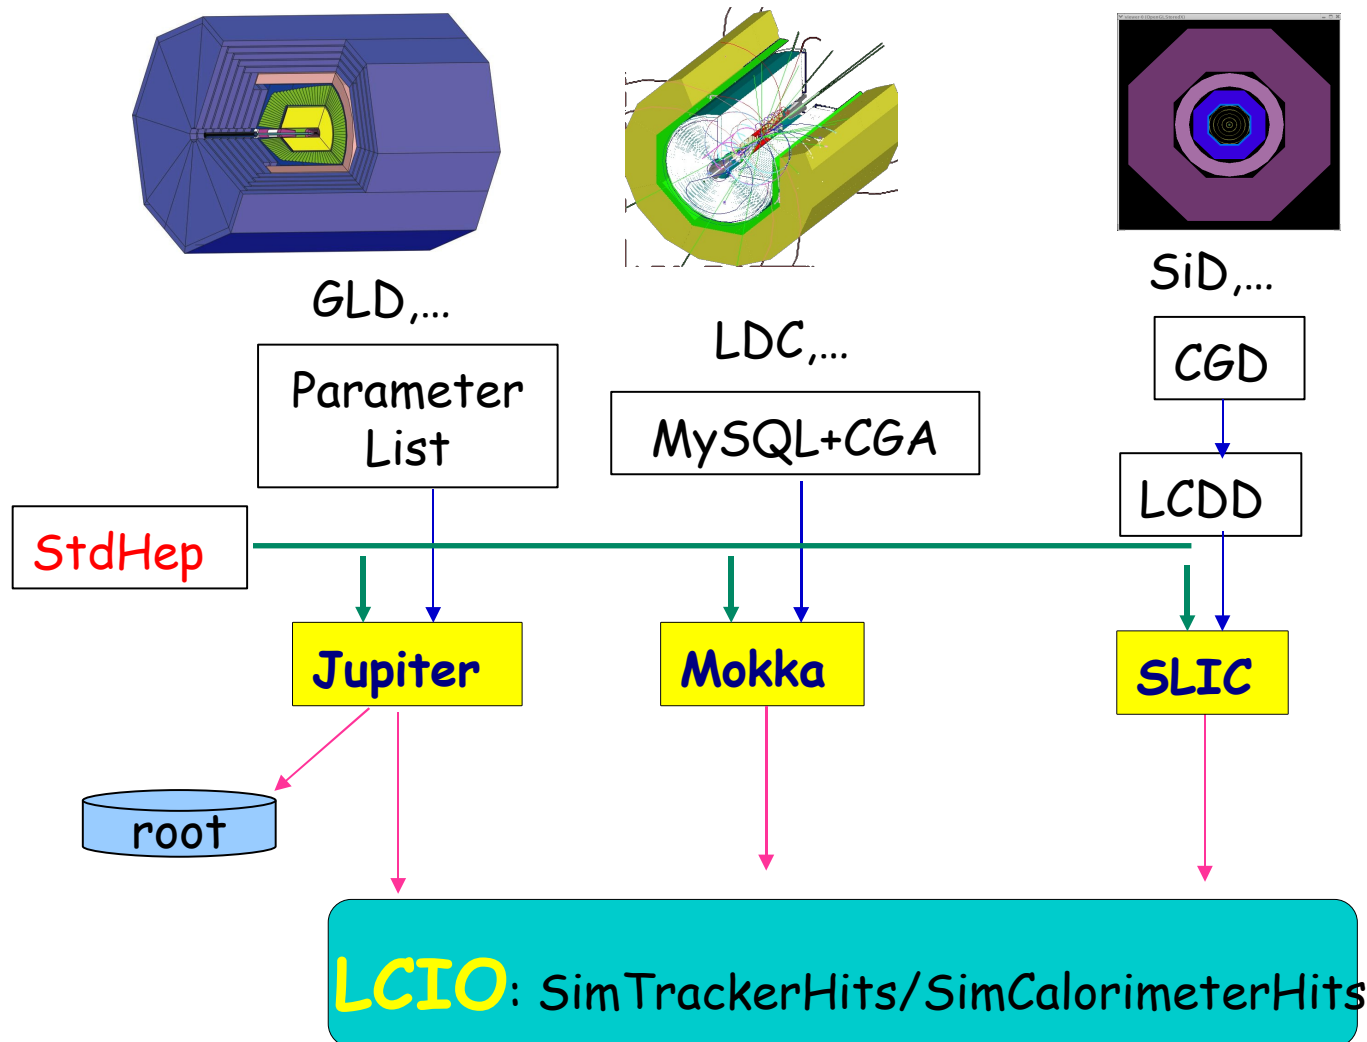 GLD,…
LDC,…
SiD,…
Parameter
List
MySQL+CGA
CGD
LCDD
StdHep
Jupiter
Mokka
SLIC
root
LCIO: SimTrackerHits/SimCalorimeterHits